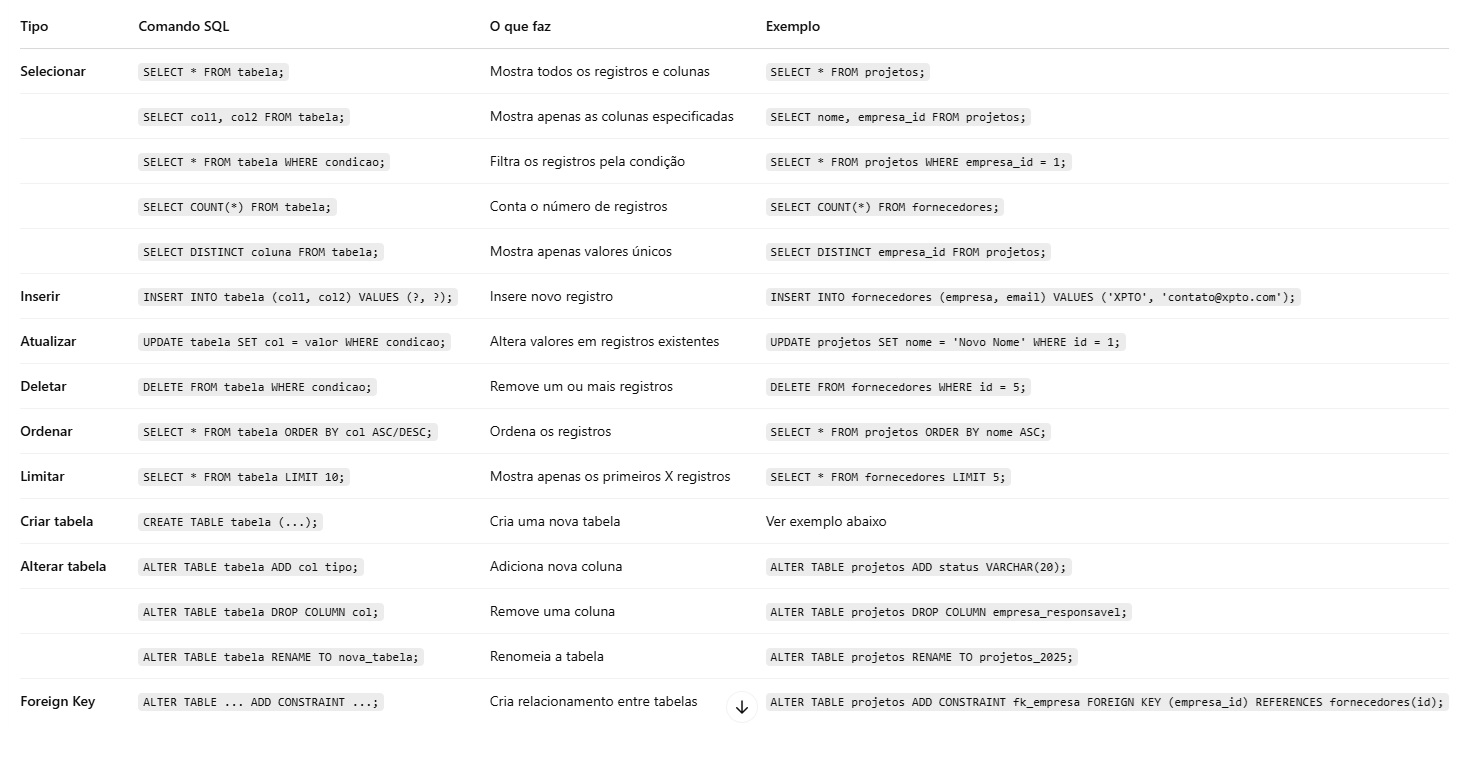 Tipo Comando SQL O que faz Exemplo
Selecionar SELECT * FROM tabela; Mostra todos os registros e colunas SELECT * FROM projetos;
SELECT col1, col2 FROM tabela; Mostra apenas as colunas especificadas SELECT nome, empresa_id FROM projetos;
SELECT * FROM tabela WHERE condicao; Filtra os registros pela condição SELECT * FROM projetos WHERE empresa_id = 1;
SELECT COUNT(*) FROM tabela; Conta o número de registros SELECT COUNT(*) FROM fornecedores;
SELECT DISTINCT coluna FROM tabela; Mostra apenas valores únicos SELECT DISTINCT empresa_id FROM projetos;
Inserir INSERT INTO tabela (col1, col2) VALUES (?, ?); Insere novo registro INSERT INTO fornecedores (empresa, email) VALUES ('XPTO', 'contato@xpto.com');
Atualizar UPDATE tabela SET col = valor WHERE condicao; Altera valores em registros existentes UPDATE projetos SET nome = 'Novo Nome' WHERE id = 1;
Deletar DELETE FROM tabela WHERE condicao; Remove um ou mais registros DELETE FROM fornecedores WHERE id = 5;
Ordenar SELECT * FROM tabela ORDER BY col ASC/DESC; Ordena os registros SELECT * FROM projetos ORDER BY nome ASC;
Limitar SELECT * FROM tabela LIMIT 10; Mostra apenas os primeiros X registros SELECT * FROM fornecedores LIMIT 5;
Criar tabela CREATE TABLE tabela (...); Cria uma nova tabela Ver exemplo abaixo
Alterar tabela ALTER TABLE tabela ADD col tipo; Adiciona nova coluna ALTER TABLE projetos ADD status VARCHAR(20);
ALTER TABLE tabela DROP COLUMN col; Remove uma coluna ALTER TABLE projetos DROP COLUMN empresa_responsavel;
ALTER TABLE tabela RENAME TO nova_tabela; Renomeia a tabela ALTER TABLE projetos RENAME TO projetos_2025;
Foreign Key ALTER TABLE ... ADD CONSTRAINT ...; Cria relacionamento entre tabelas ALTER TABLE projetos ADD CONSTRAINT fk_empresa FOREIGN KEY (empresa_id) REFERENCES fornecedores(id);